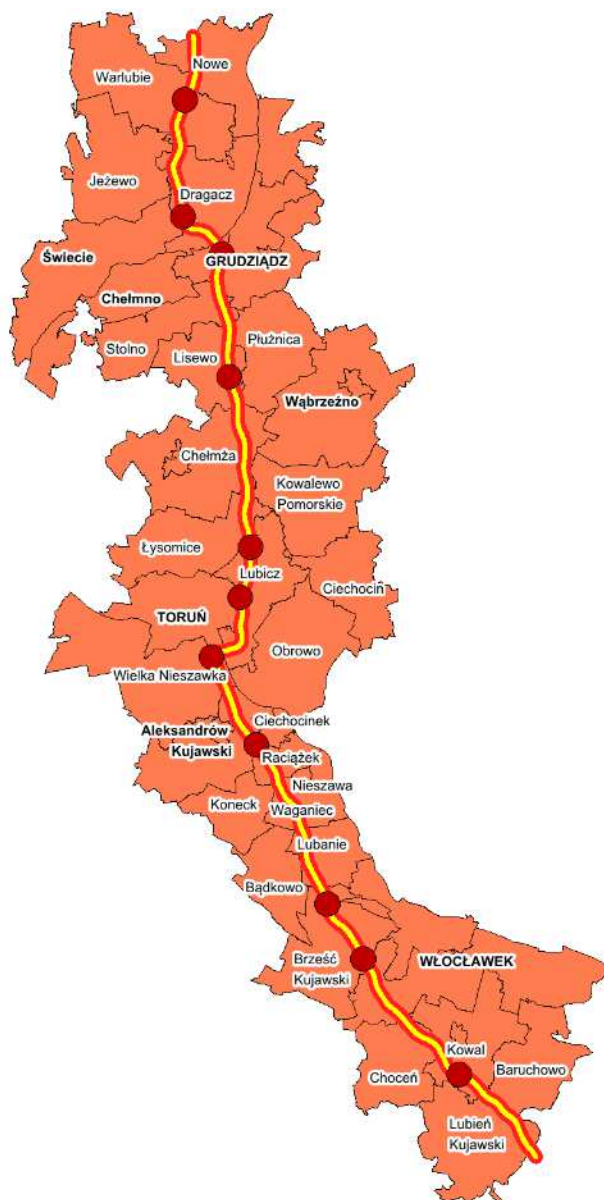 Nowe
Warlubie
Jeżewo
Dragacz
Świecie
GRUDZIĄDZ
Chełmno
Stolno
Płużnica
Lisewo
Wąbrzeźno
Chełmża
Kowalewo
Pomorskie
Łysomice
Lubicz
Ciechociń
TORUŃ
Obrowo
Wielka Nieszawka
Ciechocinek
Aleksandrów
Kujawski
Raciążek
Nieszawa
Koneck
Waganiec
Lubanie
Bądkowo
Brześć
Kujawski
WŁOCŁAWEK
Kowal
Choceń
Baruchowo
Lubień
Kujawski